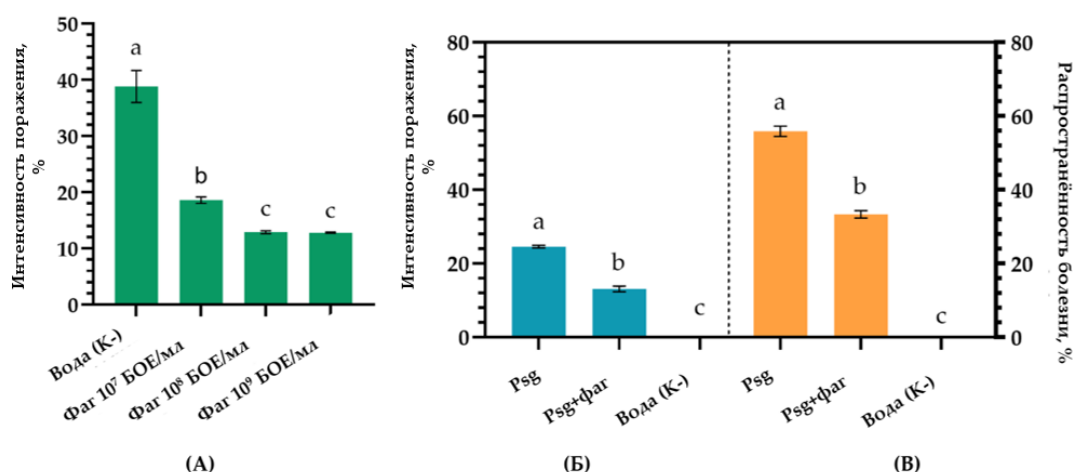 Интенсивность поражения,
%
50
40
30
20
10
0
a
b
c
c
Вода (К-)
Фаг 10⁷ БОЕ/мл
Фаг 10⁸ БОЕ/мл
Фаг 10⁹ БОЕ/мл
(А)
Интенсивность поражения,
%
80
60
40
20
0
a
b
c
Psg
Psg+фаг
Вода (К-)
(Б)
a
b
c
Psg
Psg+фаг
Вода (К-)
(В)
80
60
40
20
0
Распространённость болезни, %